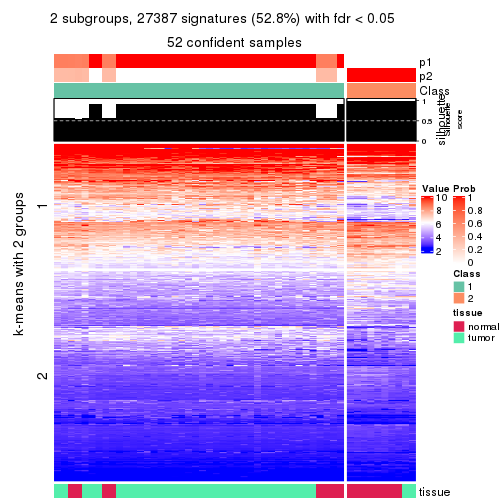 2 subgroups, 27387 signatures (52.8%) with fdr < 0.05
52 confident samples
p1
p2
Class
1
0.5
0
silhouette
score
k-means with 2 groups
1
2
Value
10
8
6
4
2
Prob
1
0.8
0.6
0.4
0.2
0
Class
1
2
tissue
normal
tumor
tissue